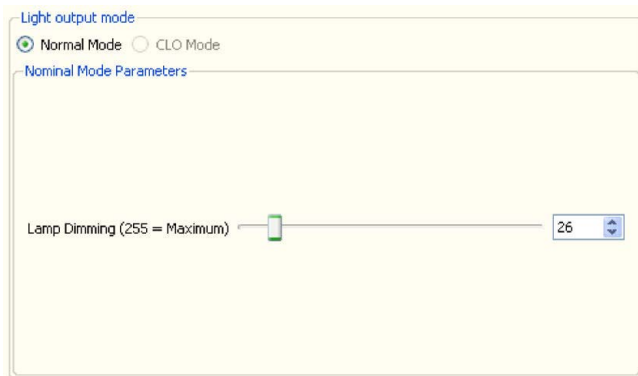 Light output mode
Normal Mode CLO Mode
Nominal Mode Parameters
Lamp Dimming (255 = Maximum) 26